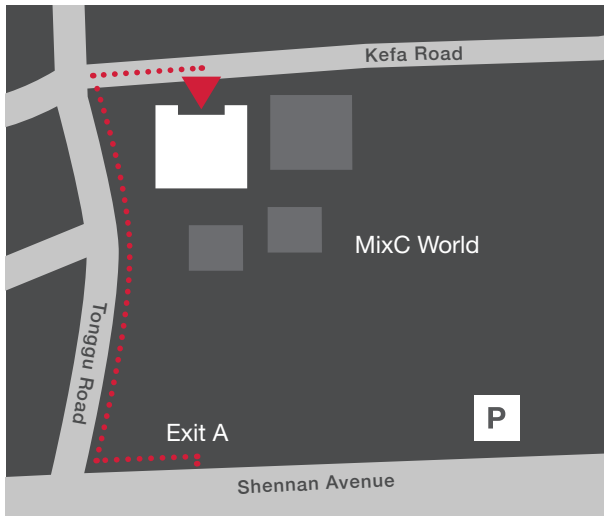 Kefa Road
MixC World
Tonggu Road
Exit A
P
Shennan Avenue